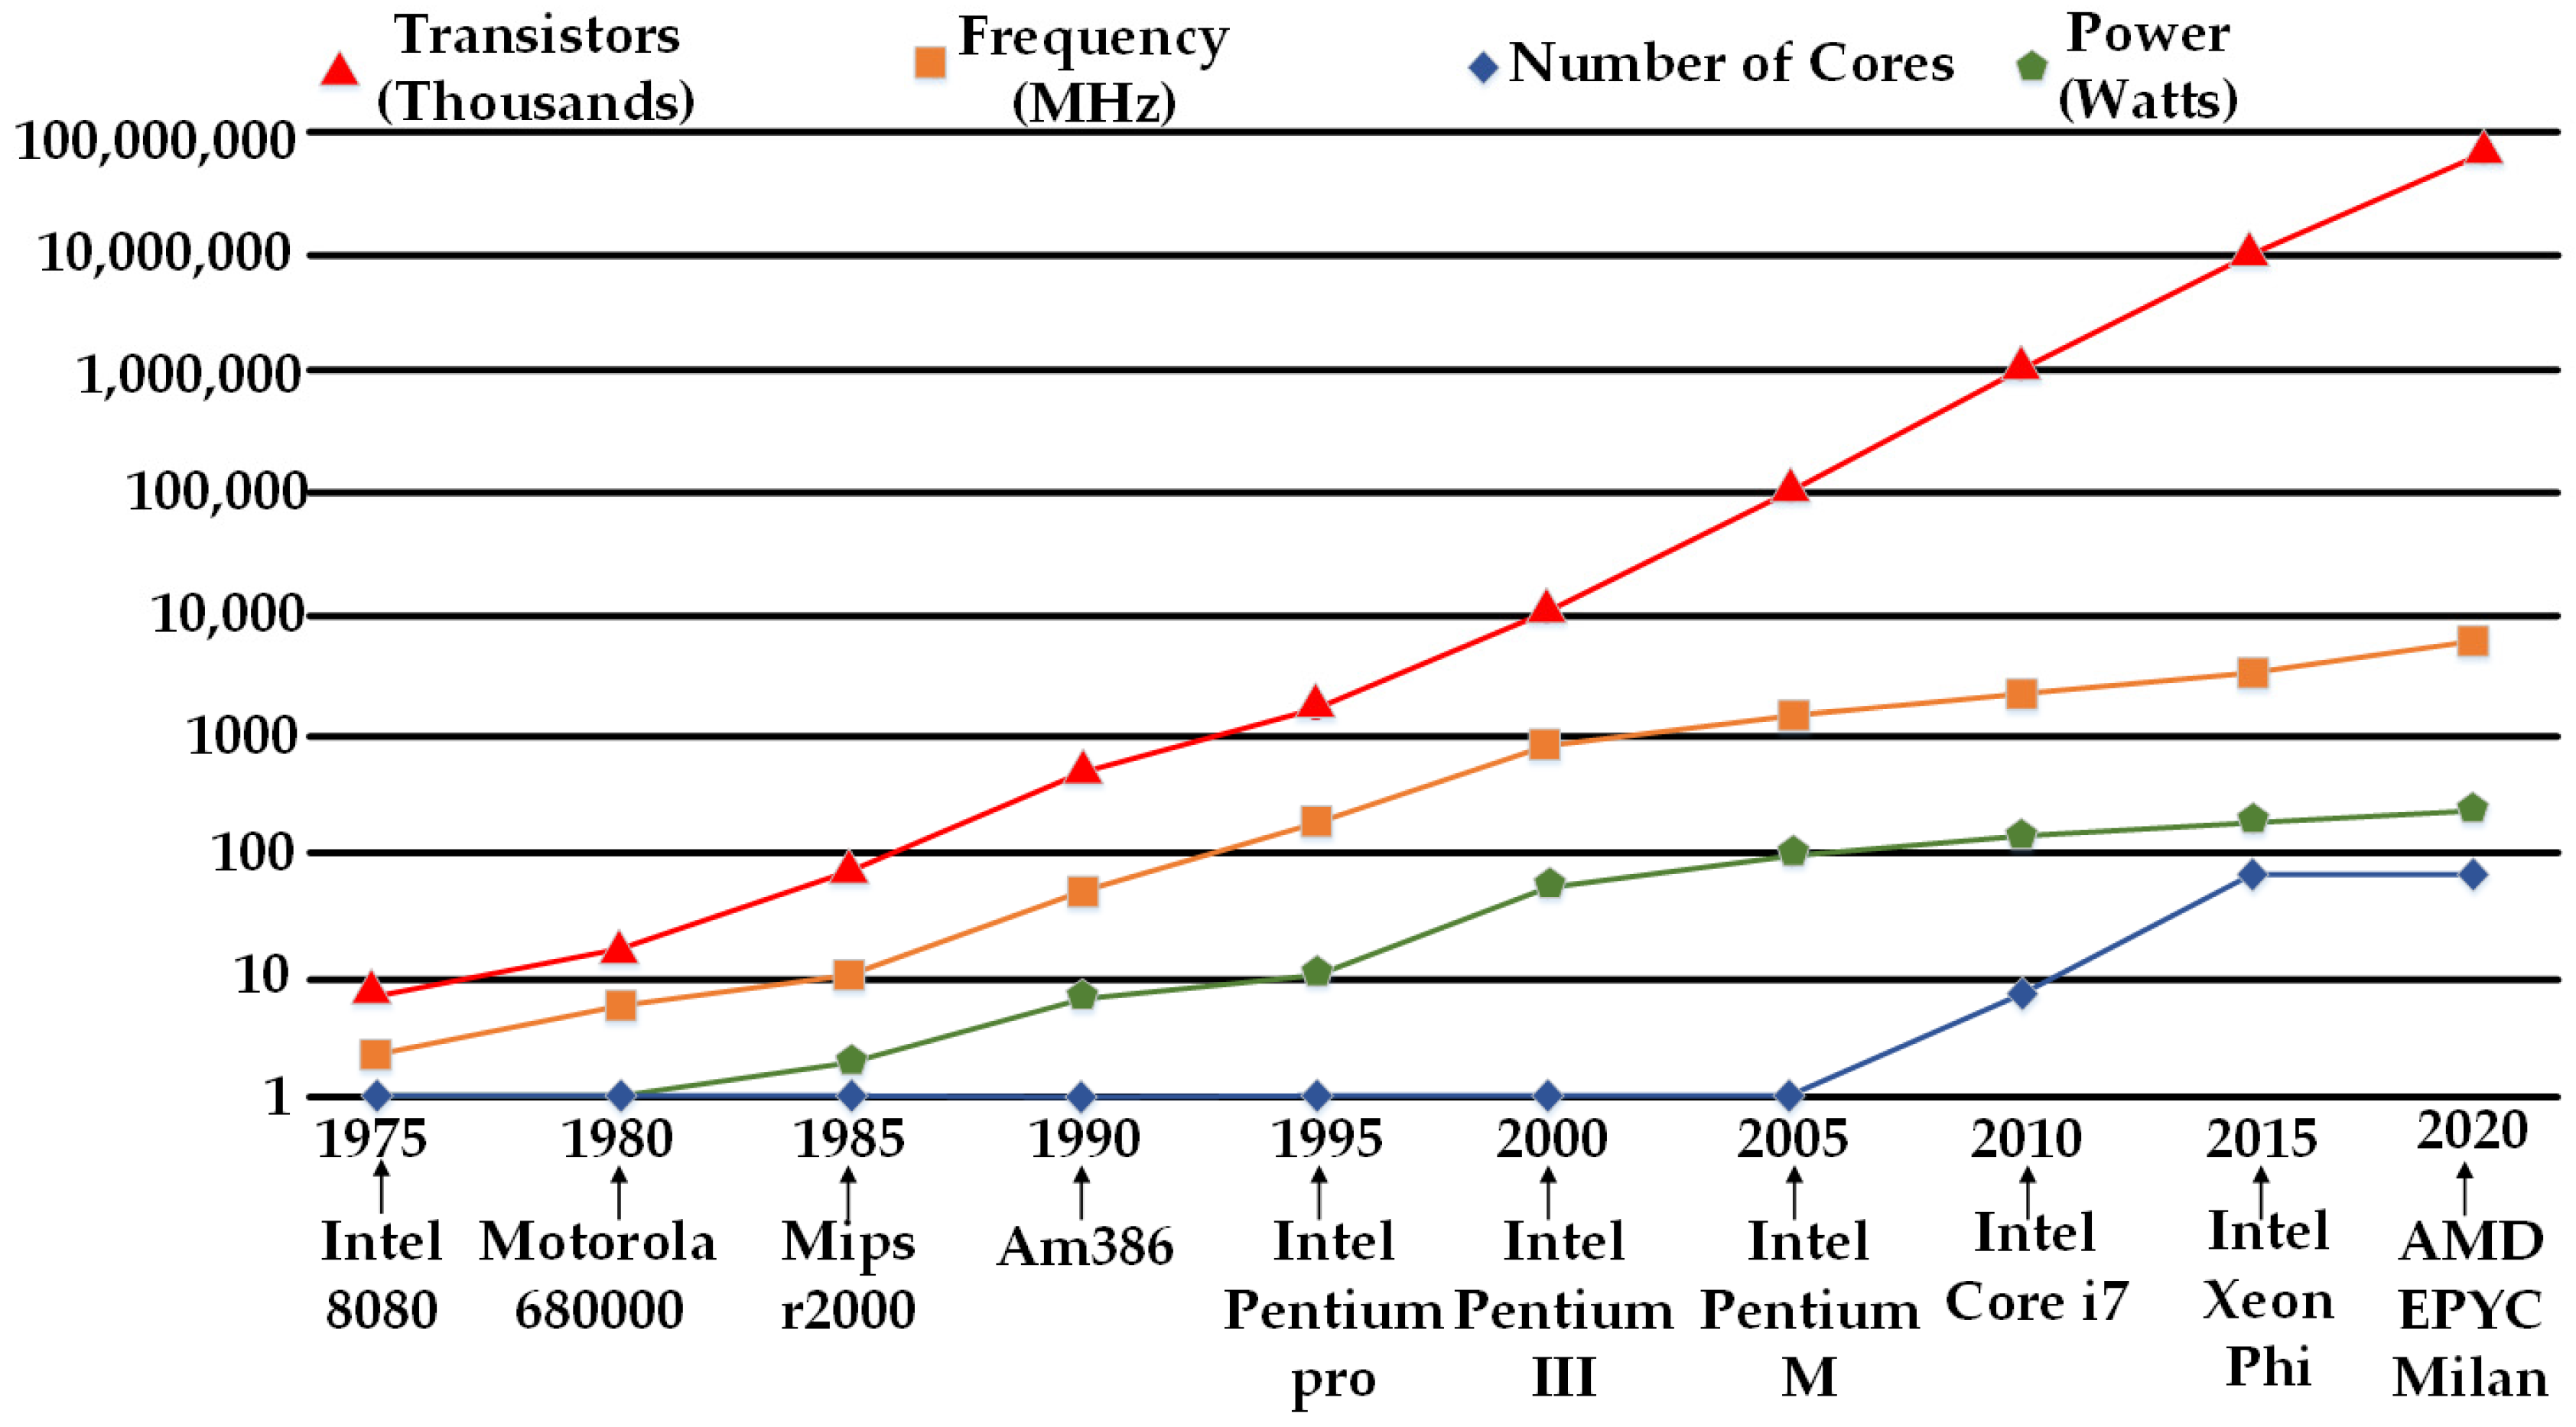 Transistors
(Thousands)
Frequency
(MHz)
Number of Cores
Power
(Watts)
100,000,000
10,000,000
1,000,000
100,000
10,000
1000
100
10
1
1975 1980 1985 1990 1995 2000 2005 2010 2015 2020
Intel
8080
Motorola
680000
Mips
r2000
Am386
Intel
Pentium
pro
Intel
Pentium
III
Intel
Pentium
M
Intel
Core i7
Intel
Xeon
Phi
AMD
EPYC
Milan